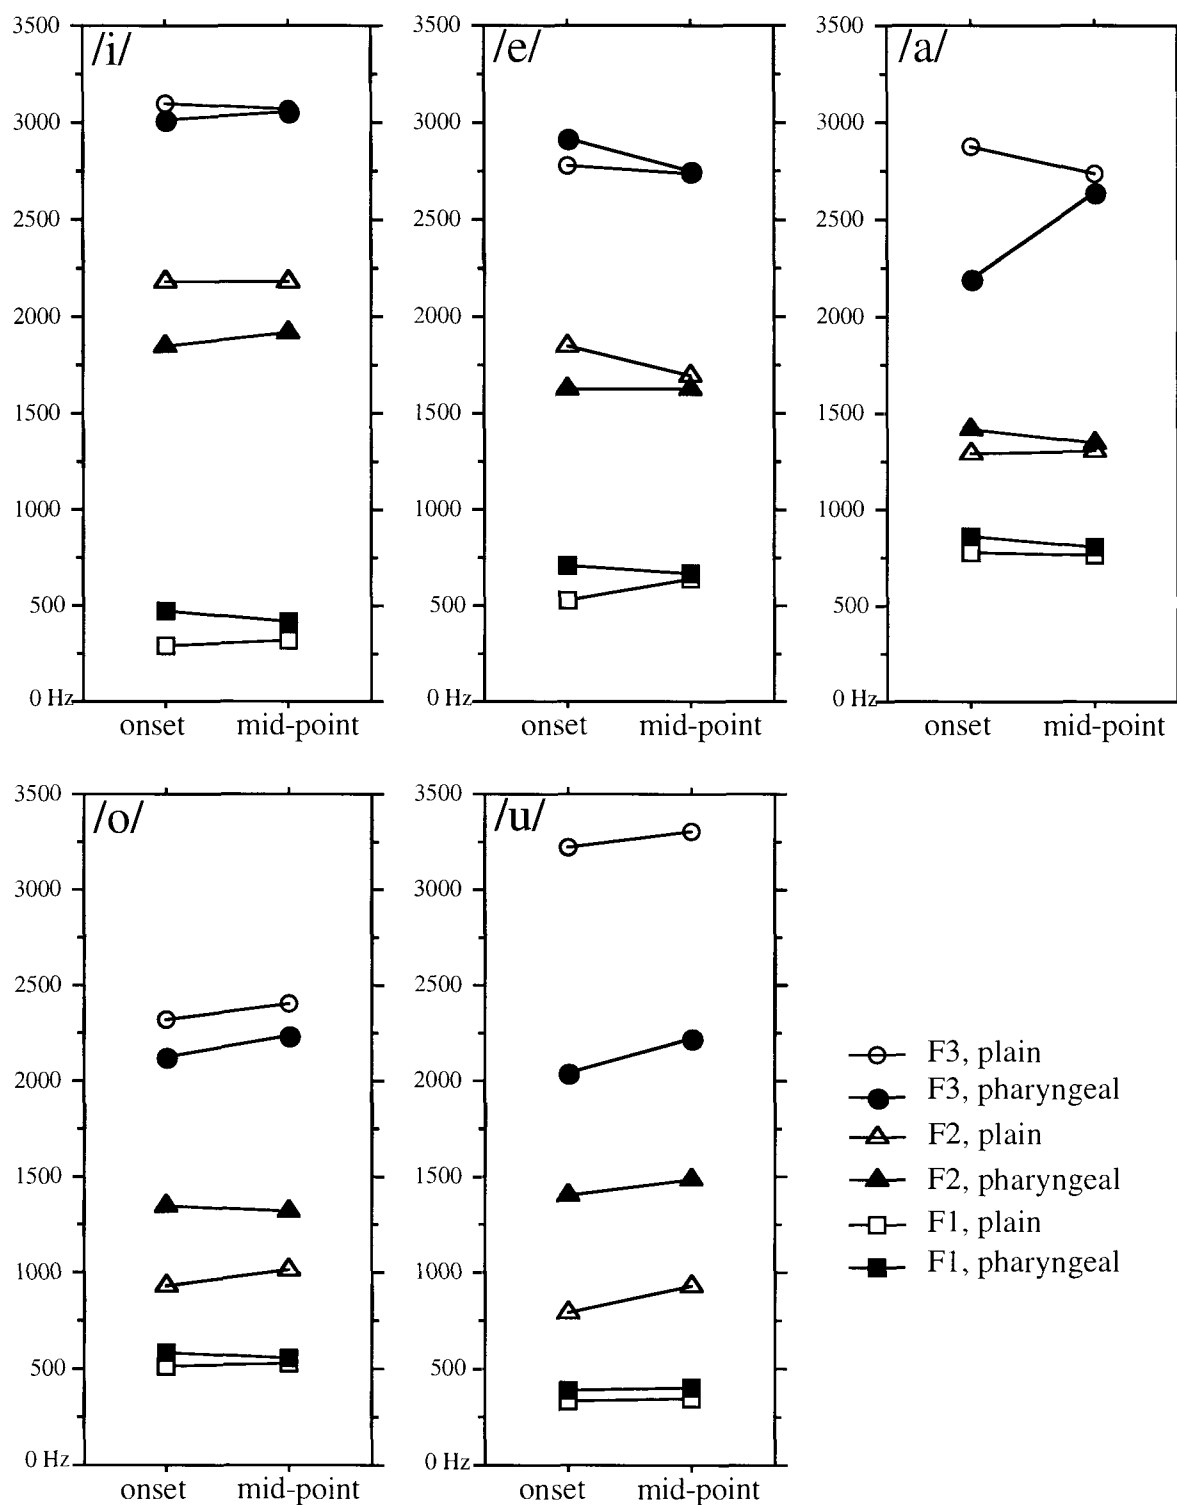 /i/
3500
3000
2500
2000
1500
1000
500
0 Hz
onset mid-point
/e/
3500
3000
2500
2000
1500
1000
500
0 Hz
onset mid-point
/a/
3500
3000
2500
2000
1500
1000
500
0 Hz
onset mid-point
/o/
3500
3000
2500
2000
1500
1000
500
0 Hz
onset mid-point
/u/
3500
3000
2500
2000
1500
1000
500
0 Hz
onset mid-point
F3, plain
F3, pharyngeal
F2, plain
F2, pharyngeal
F1, plain
F1, pharyngeal